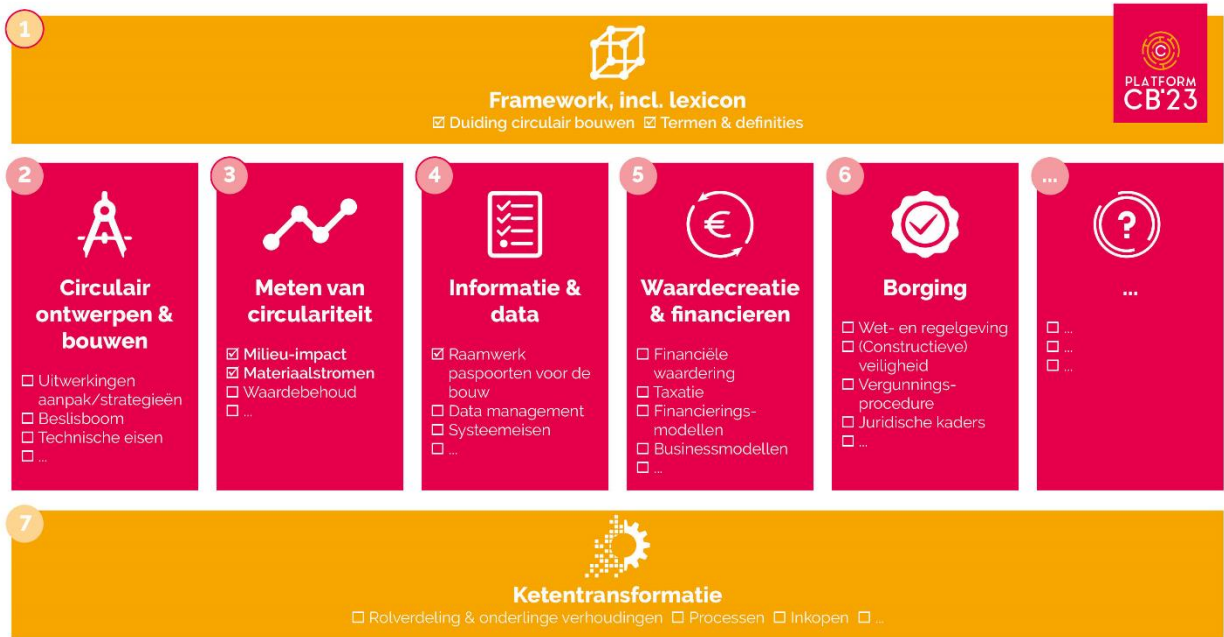 1
Framework, incl. lexicon
☑ Duiding circulair bouwen ☑ Termen & definities
C
PLATFORM
CB'23
2
Circulair
ontwerpen &
bouwen
☐ Uitwerkingen
aanpak/strategieën
☐ Beslisboom
☐ Technische eisen
☐ ...
3
Meten van
circulariteit
☑ Milieu-impact
☑ Materiaalstromen
☐ Waardebehoud
☐ ...
4
Informatie &
data
☑ Raamwerk
paspoorten voor de
bouw
☐ Data management
☐ Systeemeisen
☐ ...
5
€
Waardecreatie
& financieren
☐ Financiële
waardering
☐ Taxatie
☐ Financierings-
modellen
☐ Businessmodellen
☐ ...
6
Borging
☐ Wet- en regelgeving
☐ (Constructieve)
veiligheid
☐ Vergunnings-
procedure
☐ Juridische kaders
☐ ...
...
?
...
☐ ...
☐ ...
☐ ...
7
Ketentransformatie
☐ Rolverdeling & onderlinge verhoudingen ☐ Processen ☐ Inkopen ☐ ...